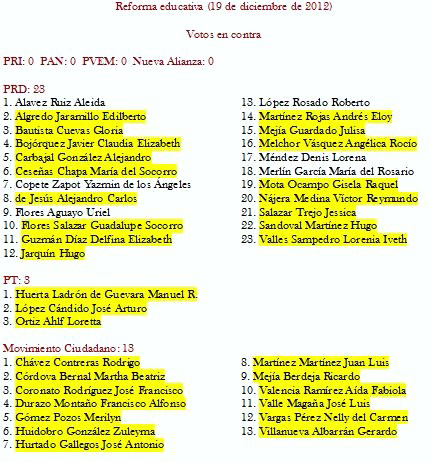 Reforma educativa (19 de diciembre de 2012)
Votos en contra
PRI: 0 PAN: 0 PVEM: 0 Nueva Alianza: 0
PRD: 23
1. Alavez Ruiz Aleida
2. Algredo Jaramillo Edilberto
3. Bautista Cuevas Gloria
4. Bojórquez Javier Claudia Elizabeth
5. Carbajal González Alejandro
6. Ceseñas Chapa María del Socorro
7. Copete Zapot Yazmin de los Angeles
8. de Jesús Alejandro Carlos
9. Flores Aguayo Uriel
10. Flores Salazar Guadalupe Socorro
11. Guzmán Díaz Delfina Elizabeth
12. Jarquín Hugo
13. López Rosado Roberto
14. Martínez Rojas Andrés Eloy
15. Mejía Guardado Julisa
16. Melchor Vásquez Angélica Rocío
17. Méndez Denis Lorena
18. Merlín García María del Rosario
19. Mota Ocampo Gisela Raquel
20. Nájera Medina Víctor Reymundo
21. Salazar Trejo Jessica
22. Sandoval Martínez Hugo
23. Valles Sampedro Lorenia Iveth
PT: 3
1. Huerta Ladrón de Guevara Manuel R.
2. López Cándido José Arturo
3. Ortiz Ahlf Loretta
Movimiento Ciudadano: 13
1. Chávez Contreras Rodrigo
2. Córdova Bernal Martha Beatriz
3. Coronato Rodríguez José Francisco
4. Durazo Montaño Francisco Alfonso
5. Gómez Pozos Merilyn
6. Huidobro González Zuleyma
7. Hurtado Gallegos José Antonio
8. Martínez Martínez Juan Luis
9. Mejía Berdeja Ricardo
10. Valencia Ramírez Aída Fabiola
11. Valle Magaña José Luis
12. Vargas Pérez Nelly del Carmen
13. Villanueva Albarrán Gerardo